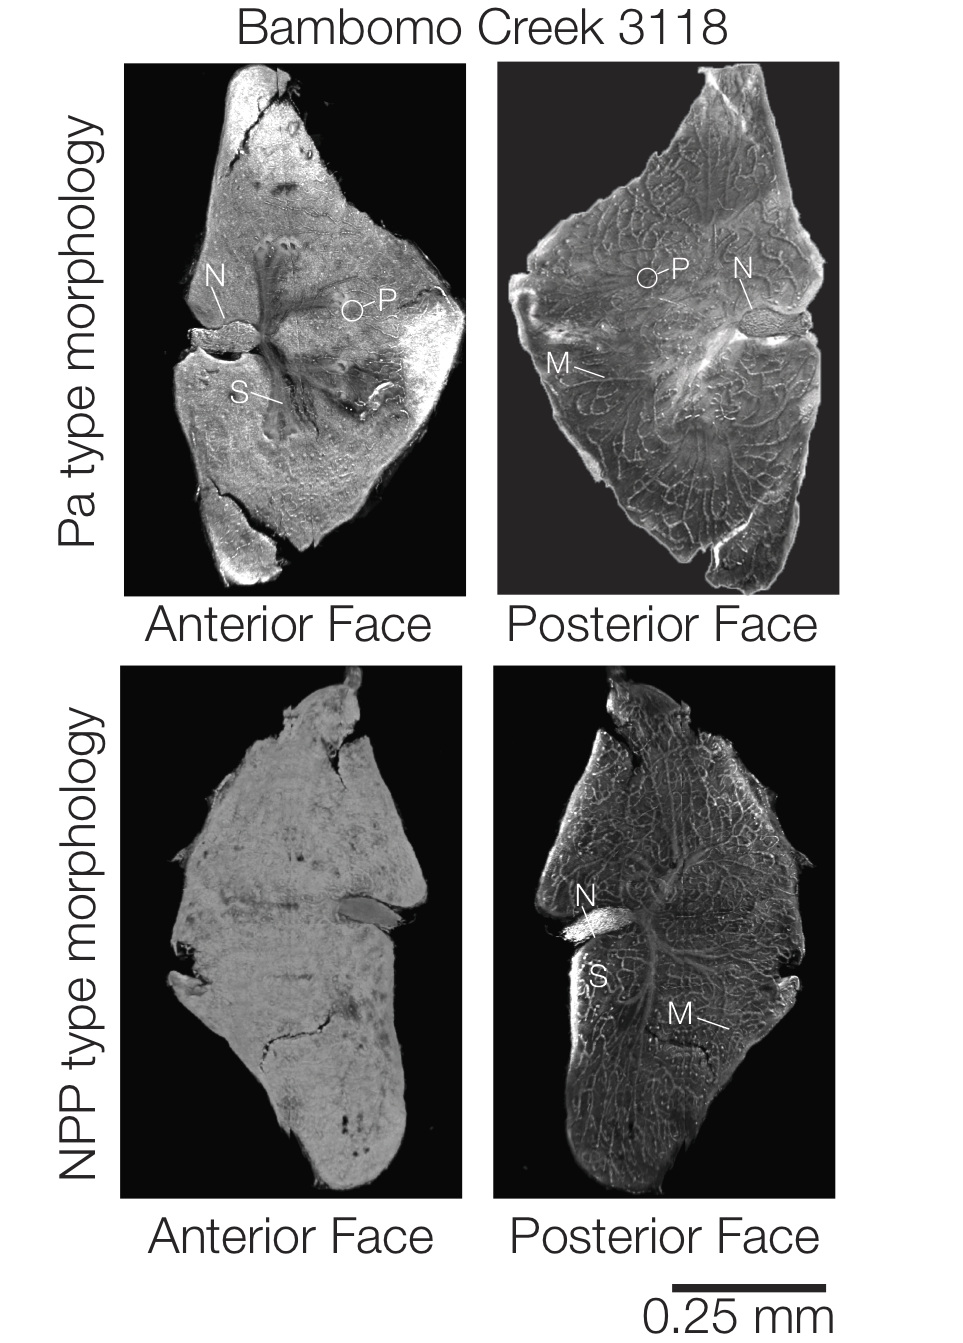 Bambomo Creek 3118
Pa type morphology
N
P
S
N
P
M
Anterior Face
Posterior Face
NPP type morphology
N
S
M
Anterior Face
Posterior Face
0.25 mm